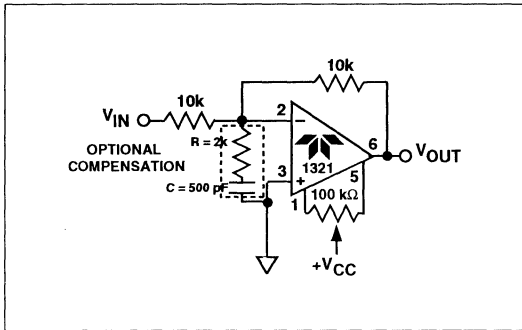 10k
10k
V_IN
OPTIONAL
COMPENSATION
R = 2k
C = 500 pF
2
−
1321
3
+
6
V_OUT
5
1
100 kΩ
+V_CC